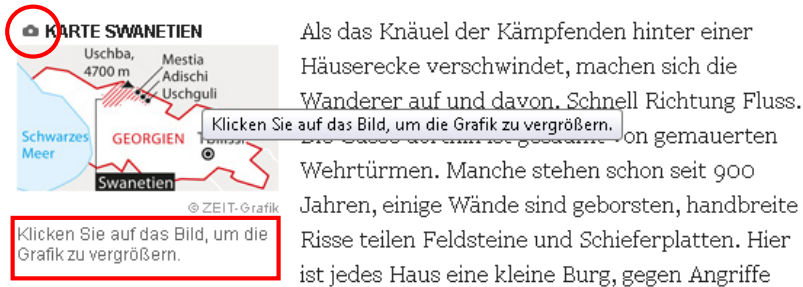 KARTE SWANETIEN
Uschba,
4700 m
Mestia
Adischi
Uschguli
Schwarzes
Meer
GEORGIEN
Swanetien
© ZEIT-Grafik
Klicken Sie auf das Bild, um die
Grafik zu vergrößern.
Klicken Sie auf das Bild, um die Grafik zu vergrößern.
Als das Knäuel der Kämpfenden hinter einer
Häuserecke verschwindet, machen sich die
Wanderer auf und davon. Schnell Richtung Fluss.
von gemauerten
Wehrtürmen. Manche stehen schon seit 900
Jahren, einige Wände sind geborsten, handbreite
Risse teilen Feldsteine und Schieferplatten. Hier
ist jedes Haus eine kleine Burg, gegen Angriffe